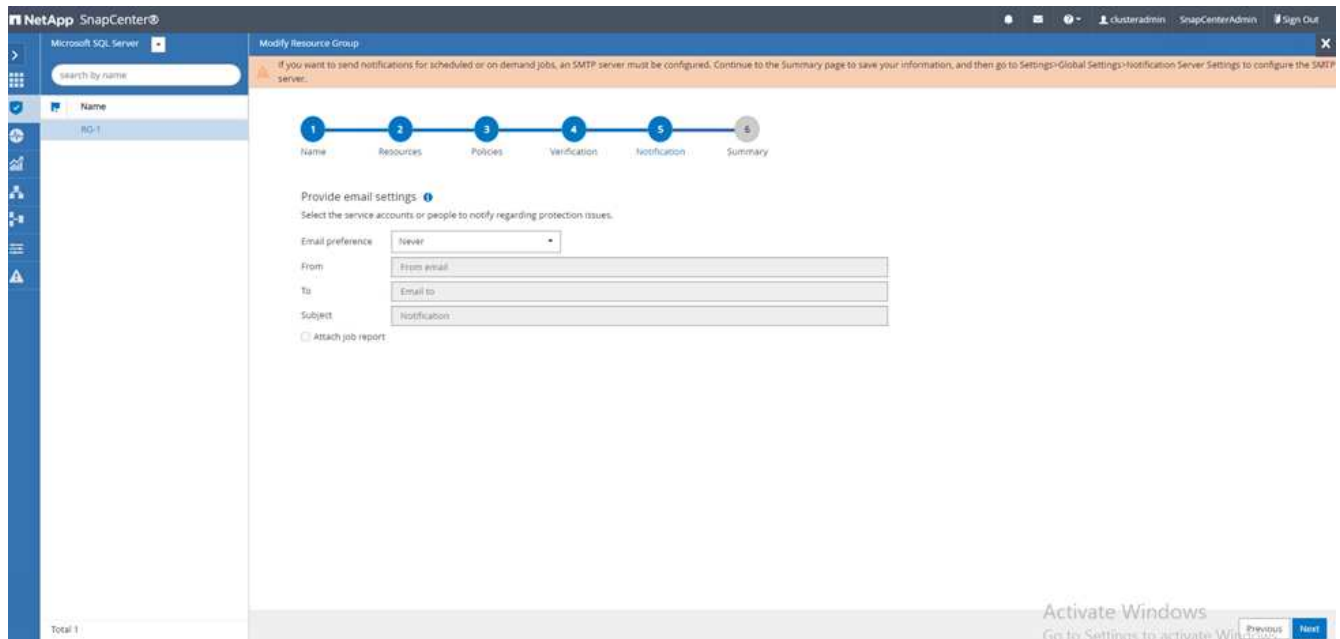 NetApp SnapCenter®
clusteradmin SnapCenterAdmin Sign Out
Microsoft SQL Server
Modify Resource Group
search by name
If you want to send notifications for scheduled or on demand jobs, an SMTP server must be configured. Continue to the Summary page to save your information, and then go to Settings>Global Settings>Notification Server Settings to configure the SMTP
server.
Name
RG-1
1 2 3 4 5 6
Name Resources Policies Verification Notification Summary
Provide email settings
Select the service accounts or people to notify regarding protection issues.
Email preference Never
From From email
To Email to
Subject Notification
Attach job report
Activate Windows
Go to Settings to activate Windows.
Total 1
Previous Next